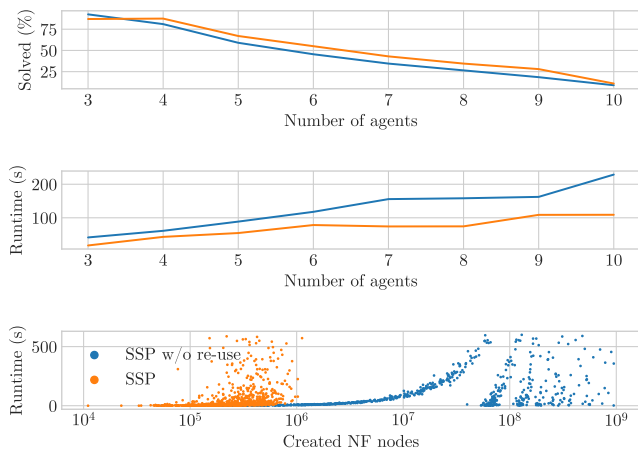 Solved (%)
75
50
25
3 4 5 6 7 8 9 10
Number of agents
Runtime (s)
200
100
3 4 5 6 7 8 9 10
Number of agents
Runtime (s)
500
0
SSP w/o re-use
SSP
10^4 10^5 10^6 10^7 10^8 10^9
Created NF nodes